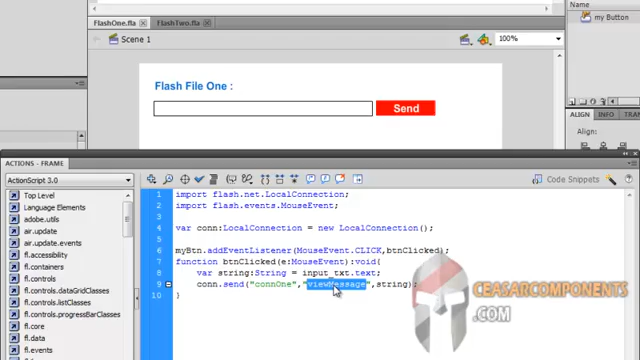 FlashOne.fla
FlashTwo.fla
my Button
Scene 1
100%
Flash File One :
Send
ALIGN
INFO
Align:
ACTIONS - FRAME
ActionScript 3.0
Code Snippets
Top Level
Language Elements
adobe.utils
air.update
air.update.events
fl.accessibility
fl.containers
fl.controls
fl.controls.dataGridClasses
fl.controls.listClasses
fl.controls.progressBarClasses
fl.core
fl.data
1 import flash.net.LocalConnection;
2 import flash.events.MouseEvent;
3
4 var conn:LocalConnection = new LocalConnection();
5
6 myBtn.addEventListener(MouseEvent.CLICK,btnClicked);
7 function btnClicked(e:MouseEvent):void{
8 var string:String = input_txt.text;
9 conn.send("connOne","viewMessage",string);
10 }
CEASARCOMPONENTS
.COM